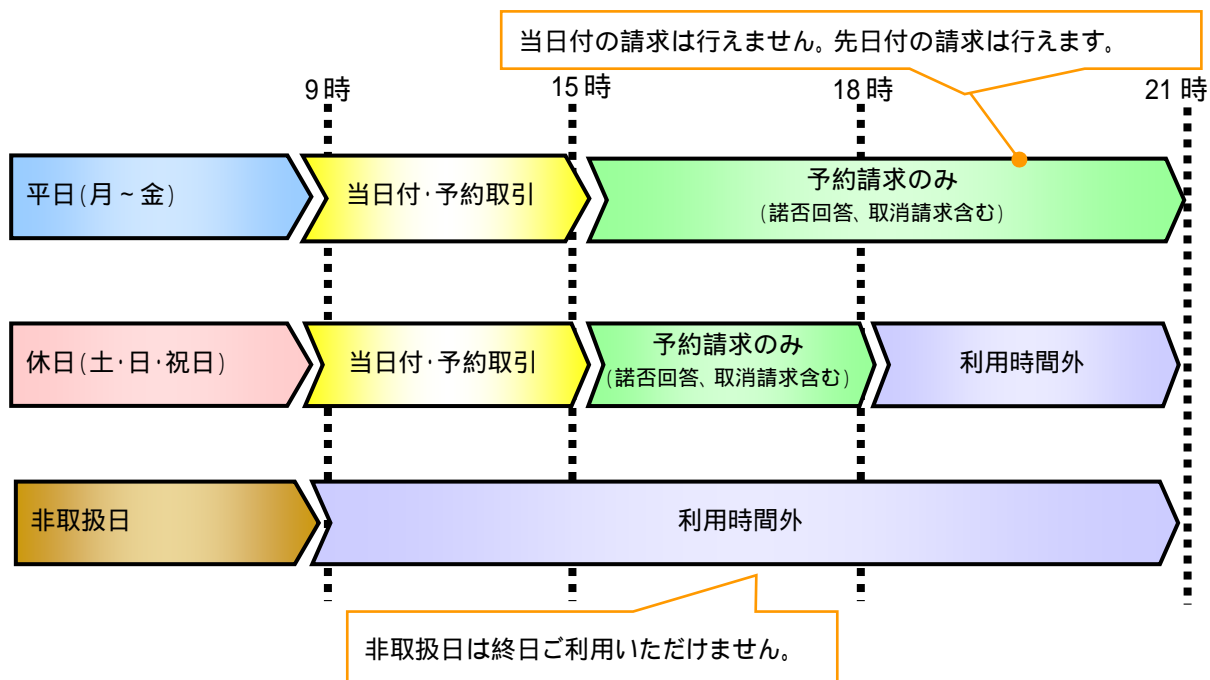 当日付の請求は行えません。先日付の請求は行えます。
9時
15時
18時
21時
平日(月~金)
当日付・予約取引
予約請求のみ
(諾否回答、取消請求含む)
休日(土・日・祝日)
当日付・予約取引
予約請求のみ
(諾否回答、取消請求含む)
利用時間外
非取扱日
利用時間外
非取扱日は終日ご利用いただけません。